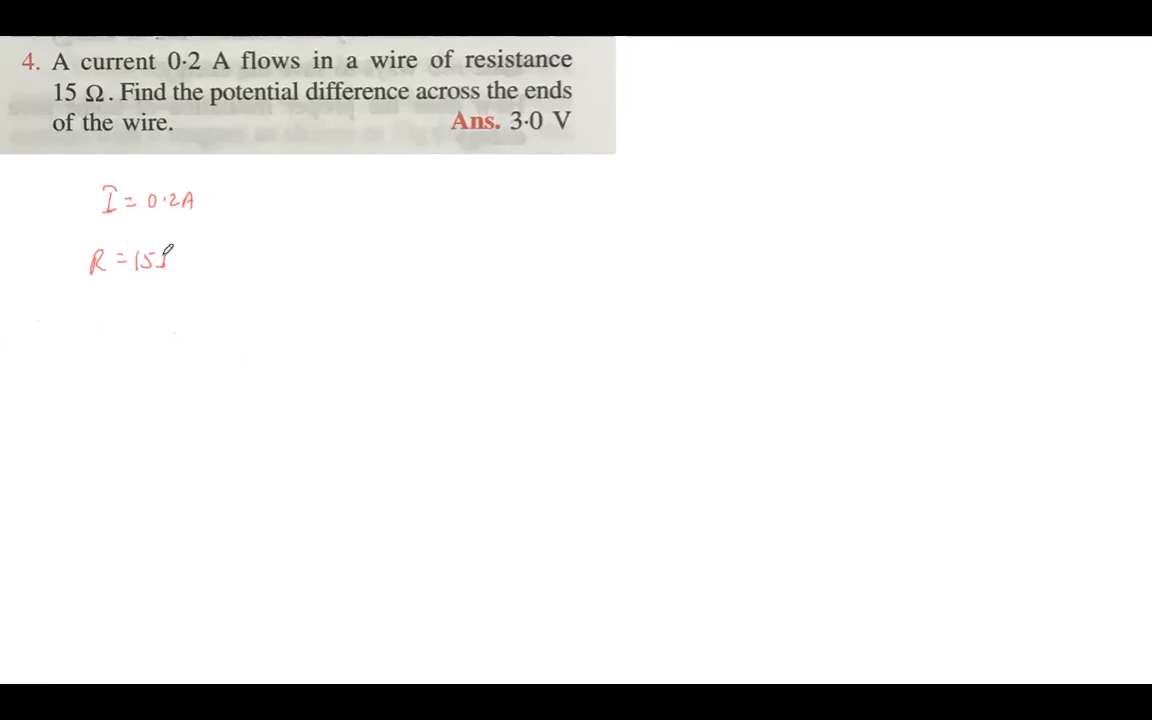 4. A current 0·2 A flows in a wire of resistance
15 Ω. Find the potential difference across the ends
of the wire. Ans. 3·0 V
I = 0·2A
R = 15